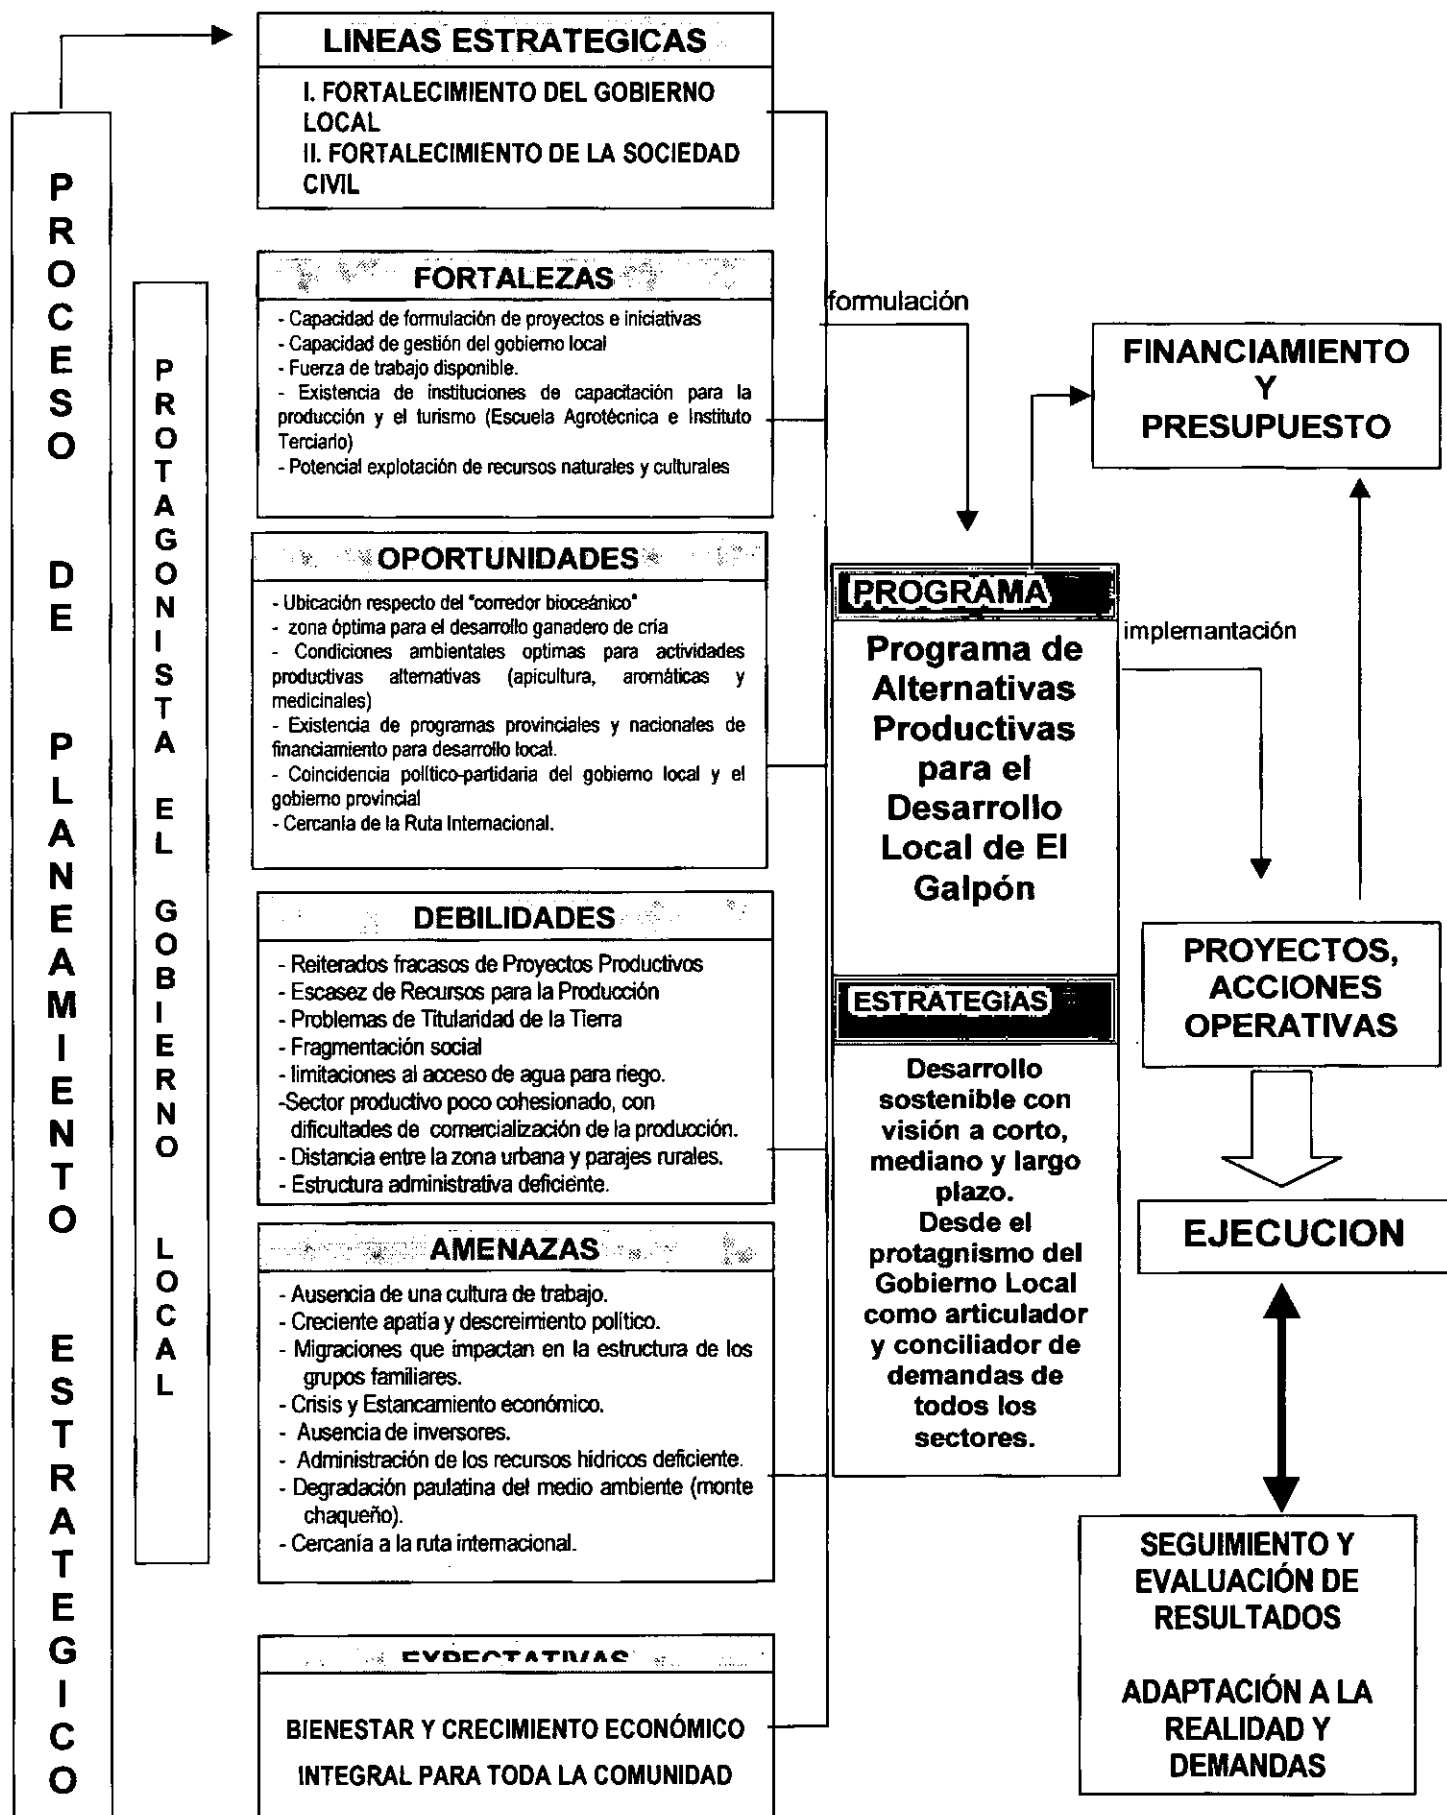 PROCESO DE PLANEAMIENTO ESTRATEGICO
PROTAGONISTA EL GOBIERNO LOCAL
LINEAS ESTRATEGICAS
I. FORTALECIMIENTO DEL GOBIERNO
LOCAL
II. FORTALECIMIENTO DE LA SOCIEDAD
CIVIL
FORTALEZAS
- Capacidad de formulación de proyectos e iniciativas
- Capacidad de gestión del gobierno local
- Fuerza de trabajo disponible.
- Existencia de instituciones de capacitación para la
producción y el turismo (Escuela Agrotécnica e Instituto
Terciario)
- Potencial explotación de recursos naturales y culturales
OPORTUNIDADES
- Ubicación respecto del "corredor bioceánico"
- zona óptima para el desarrollo ganadero de cría
- Condiciones ambientales optimas para actividades
productivas alternativas (apicultura, aromáticas y
medicinales)
- Existencia de programas provinciales y nacionales de
financiamiento para desarrollo local.
- Coincidencia político-partidaria del gobierno local y el
gobierno provincial
- Cercanía de la Ruta Internacional.
DEBILIDADES
- Reiterados fracasos de Proyectos Productivos
- Escasez de Recursos para la Producción
- Problemas de Titularidad de la Tierra
- Fragmentación social
- limitaciones al acceso de agua para riego.
-Sector productivo poco cohesionado, con
dificultades de comercialización de la producción.
- Distancia entre la zona urbana y parajes rurales.
- Estructura administrativa deficiente.
AMENAZAS
- Ausencia de una cultura de trabajo.
- Creciente apatía y descreimiento político.
- Migraciones que impactan en la estructura de los
grupos familiares.
- Crisis y Estancamiento económico.
- Ausencia de inversores.
- Administración de los recursos hídricos deficiente.
- Degradación paulatina del medio ambiente (monte
chaqueño).
- Cercanía a la ruta internacional.
EXPECTATIVAS
BIENESTAR Y CRECIMIENTO ECONÓMICO
INTEGRAL PARA TODA LA COMUNIDAD
formulación
PROGRAMA
Programa de
Alternativas
Productivas
para el
Desarrollo
Local de El
Galpón
ESTRATEGIAS
Desarrollo
sostenible con
visión a corto,
mediano y largo
plazo.
Desde el
protagnismo del
Gobierno Local
como articulador
y conciliador de
demandas de
todos los
sectores.
FINANCIAMIENTO
Y
PRESUPUESTO
implemantación
PROYECTOS,
ACCIONES
OPERATIVAS
EJECUCION
SEGUIMIENTO Y
EVALUACIÓN DE
RESULTADOS
ADAPTACIÓN A LA
REALIDAD Y
DEMANDAS